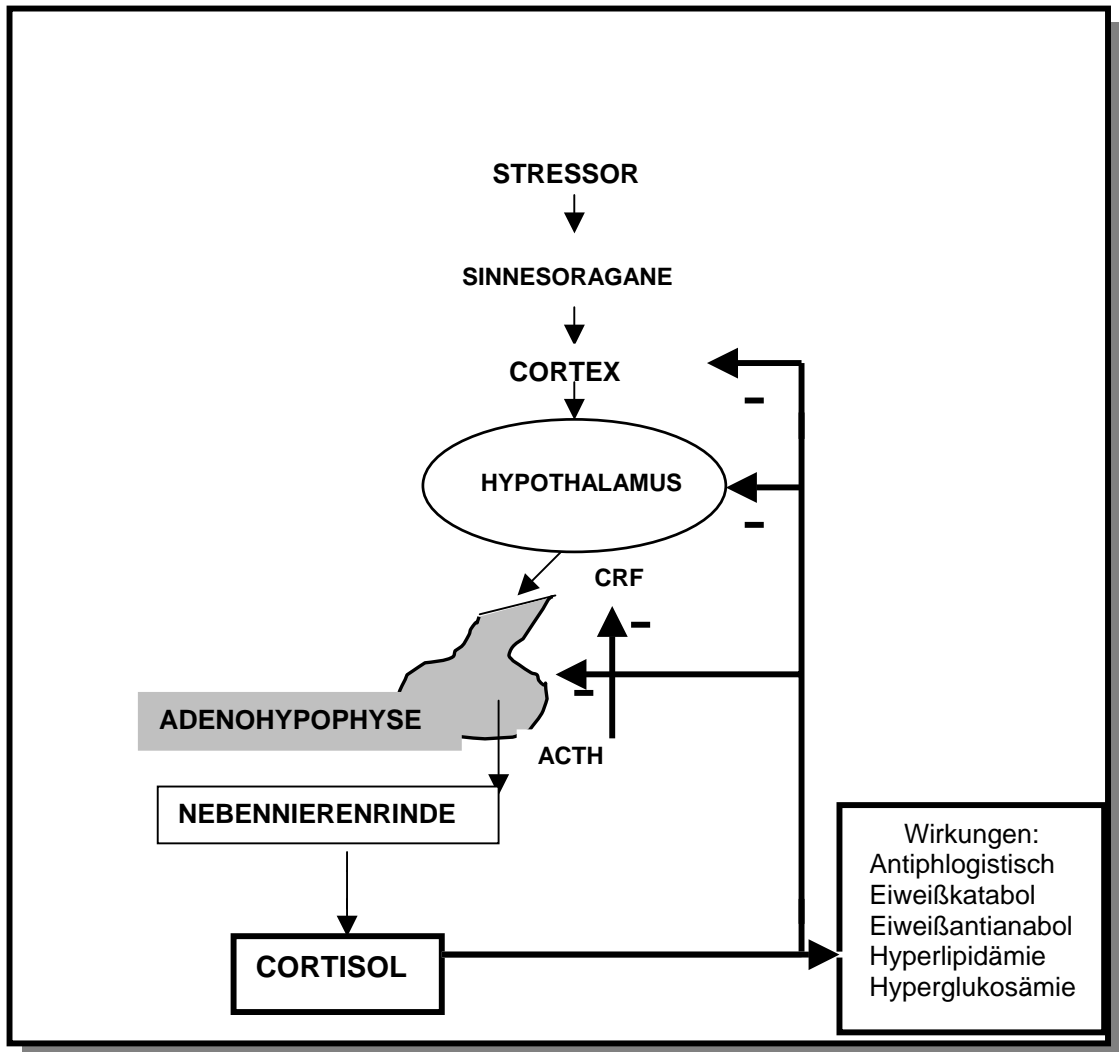 STRESSOR
SINNESORAGANE
CORTEX
-
HYPOTHALAMUS
-
CRF
-
-
ADENOHYPOPHYSE
ACTH
NEBENNIERENRINDE
CORTISOL
Wirkungen:
Antiphlogistisch
Eiweißkatabol
Eiweißantianabol
Hyperlipidämie
Hyperglukosämie